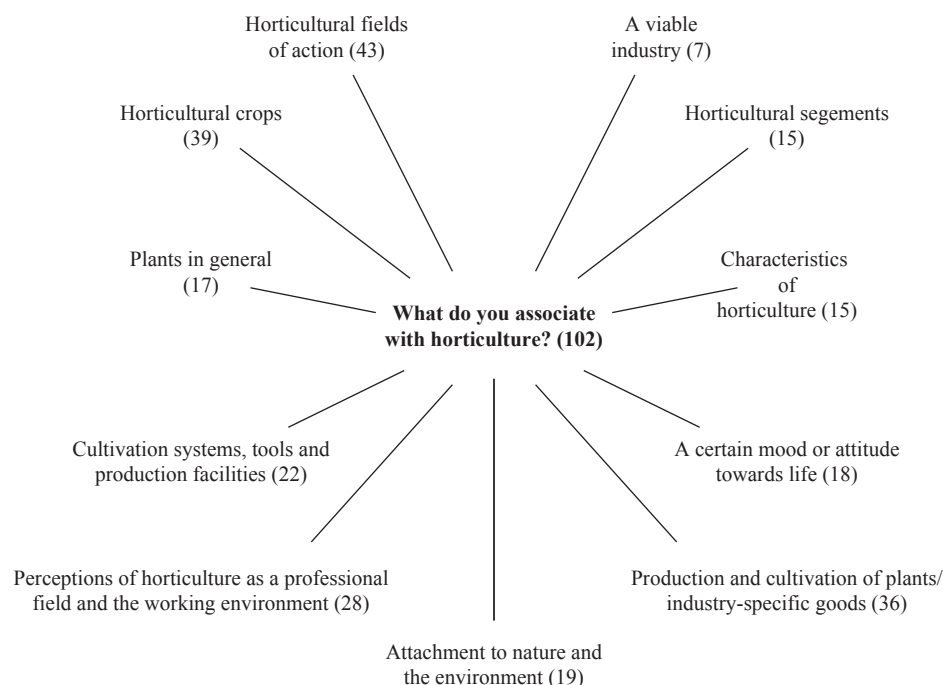 Horticultural fields
of action (43)
A viable
industry (7)
Horticultural crops
(39)
Horticultural segements
(15)
Plants in general
(17)
Characteristics
of
horticulture (15)
What do you associate
with horticulture? (102)
Cultivation systems, tools and
production facilities (22)
A certain mood or attitude
towards life (18)
Perceptions of horticulture as a professional
field and the working environment (28)
Production and cultivation of plants/
industry-specific goods (36)
Attachment to nature and
the environment (19)